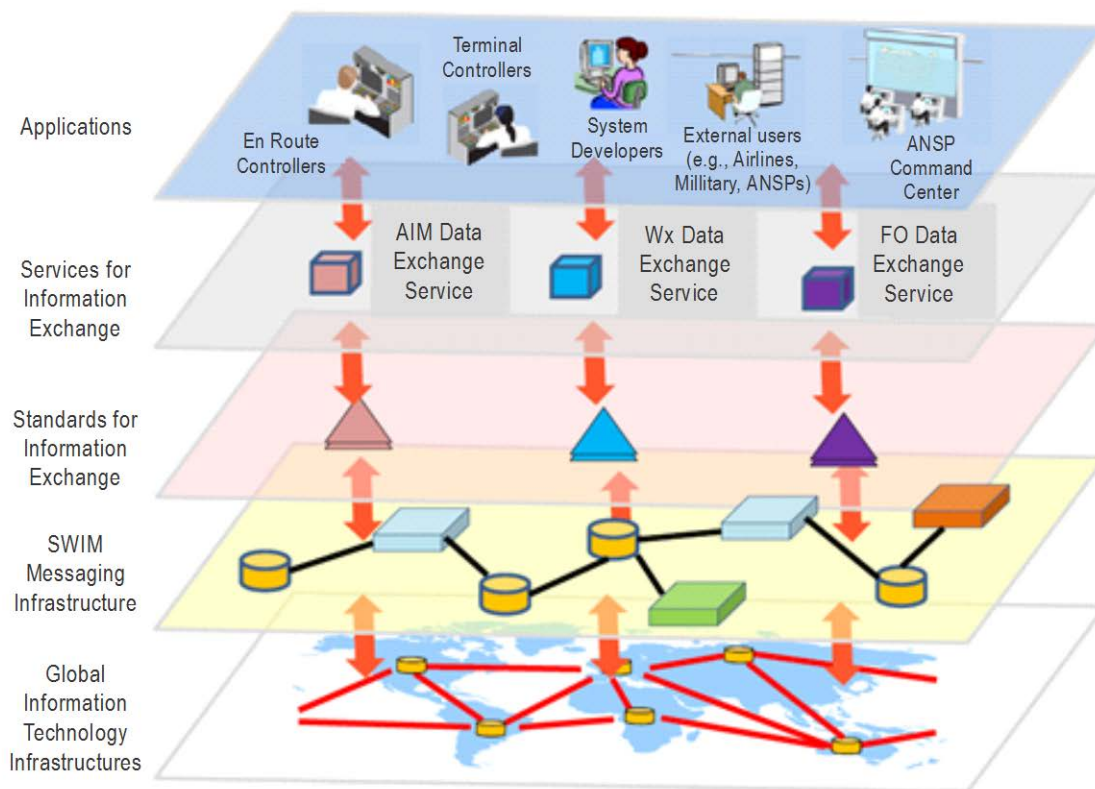 Applications
En Route
Controllers
Terminal
Controllers
System
Developers
External users
(e.g., Airlines,
Millitary, ANSPs)
ANSP
Command
Center
Services for
Information
Exchange
AIM Data
Exchange
Service
Wx Data
Exchange
Service
FO Data
Exchange
Service
Standards for
Information
Exchange
SWIM
Messaging
Infrastructure
Global
Information
Technology
Infrastructures